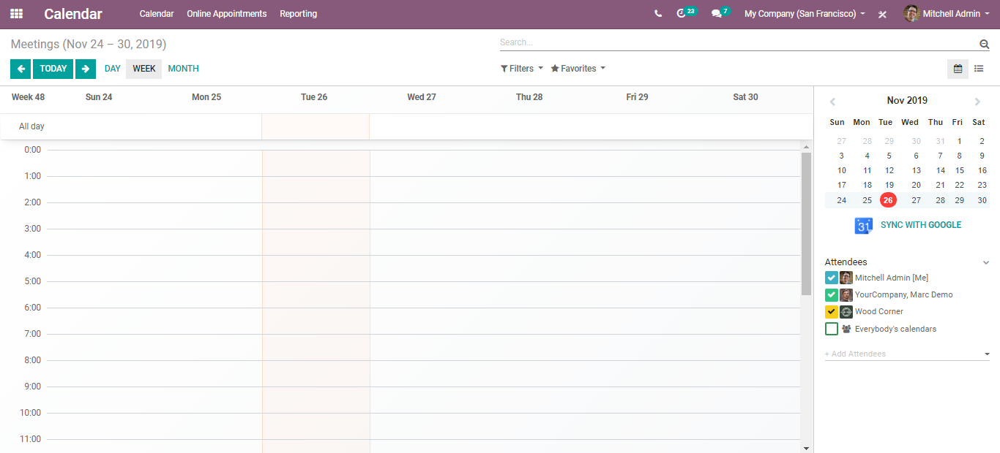 Calendar Calendar Online Appointments Reporting 23 7 My Company (San Francisco) Mitchell Admin
Meetings (Nov 24 – 30, 2019) Search...
TODAY DAY WEEK MONTH Filters Favorites
Week 48 Sun 24 Mon 25 Tue 26 Wed 27 Thu 28 Fri 29 Sat 30
All day
0:00
1:00
2:00
3:00
4:00
5:00
6:00
7:00
8:00
9:00
10:00
11:00
Nov 2019
Sun Mon Tue Wed Thu Fri Sat
27 28 29 30 31 1 2
3 4 5 6 7 8 9
10 11 12 13 14 15 16
17 18 19 20 21 22 23
24 25 26 27 28 29 30
31 SYNC WITH GOOGLE
Attendees
Mitchell Admin [Me]
YourCompany, Marc Demo
Wood Corner
Everybody's calendars
+ Add Attendees